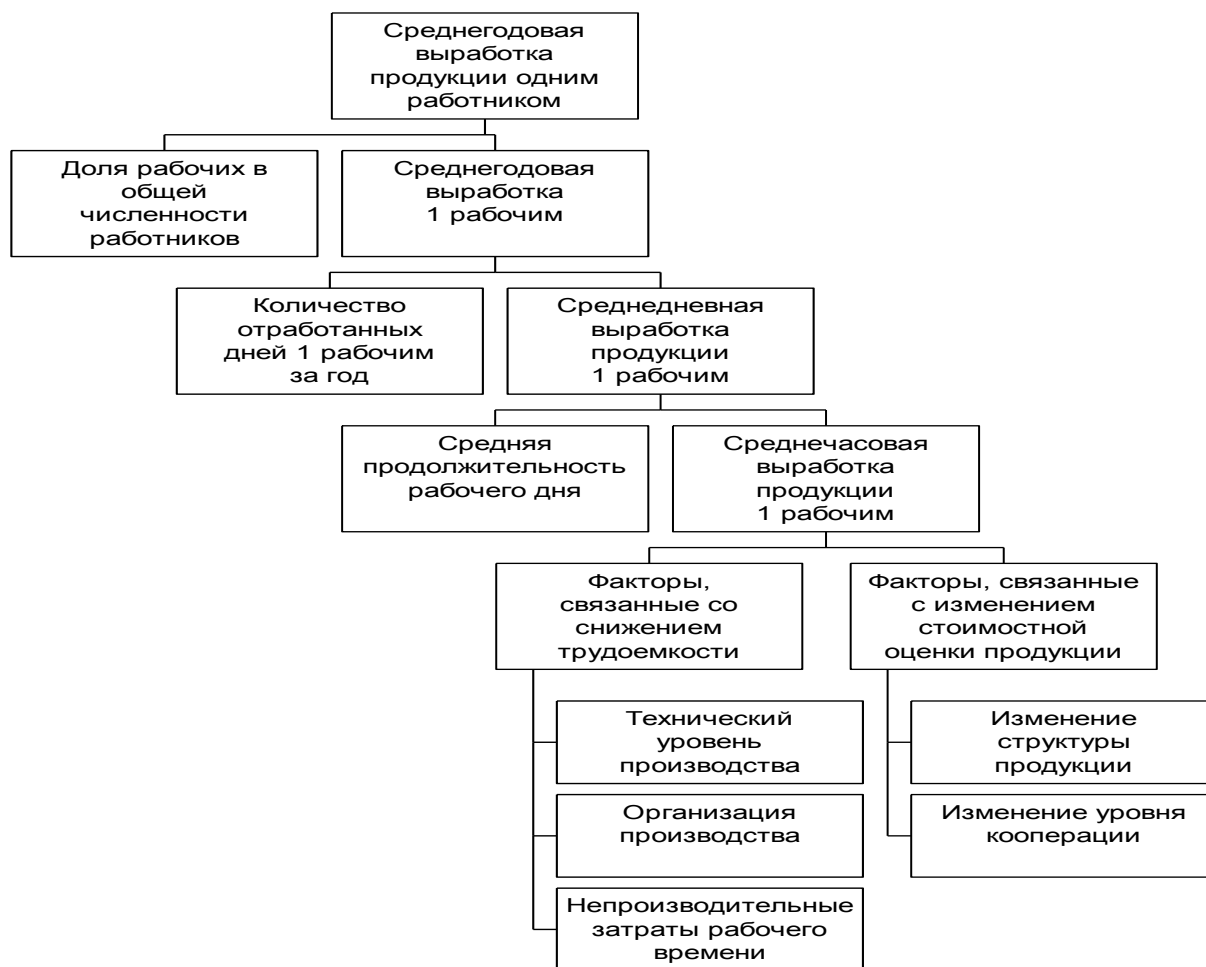 Среднегодовая
выработка
продукции одним
работником
Доля рабочих в
общей
численности
работников
Среднегодовая
выработка
1 рабочим
Количество
отработанных
дней 1 рабочим
за год
Среднедневная
выработка
продукции
1 рабочим
Средняя
продолжительность
рабочего дня
Среднечасовая
выработка
продукции
1 рабочим
Факторы,
связанные со
снижением
трудоемкости
Факторы, связанные
с изменением
стоимостной
оценки продукции
Технический
уровень
производства
Организация
производства
Непроизводительные
затраты рабочего
времени
Изменение
структуры
продукции
Изменение уровня
кооперации